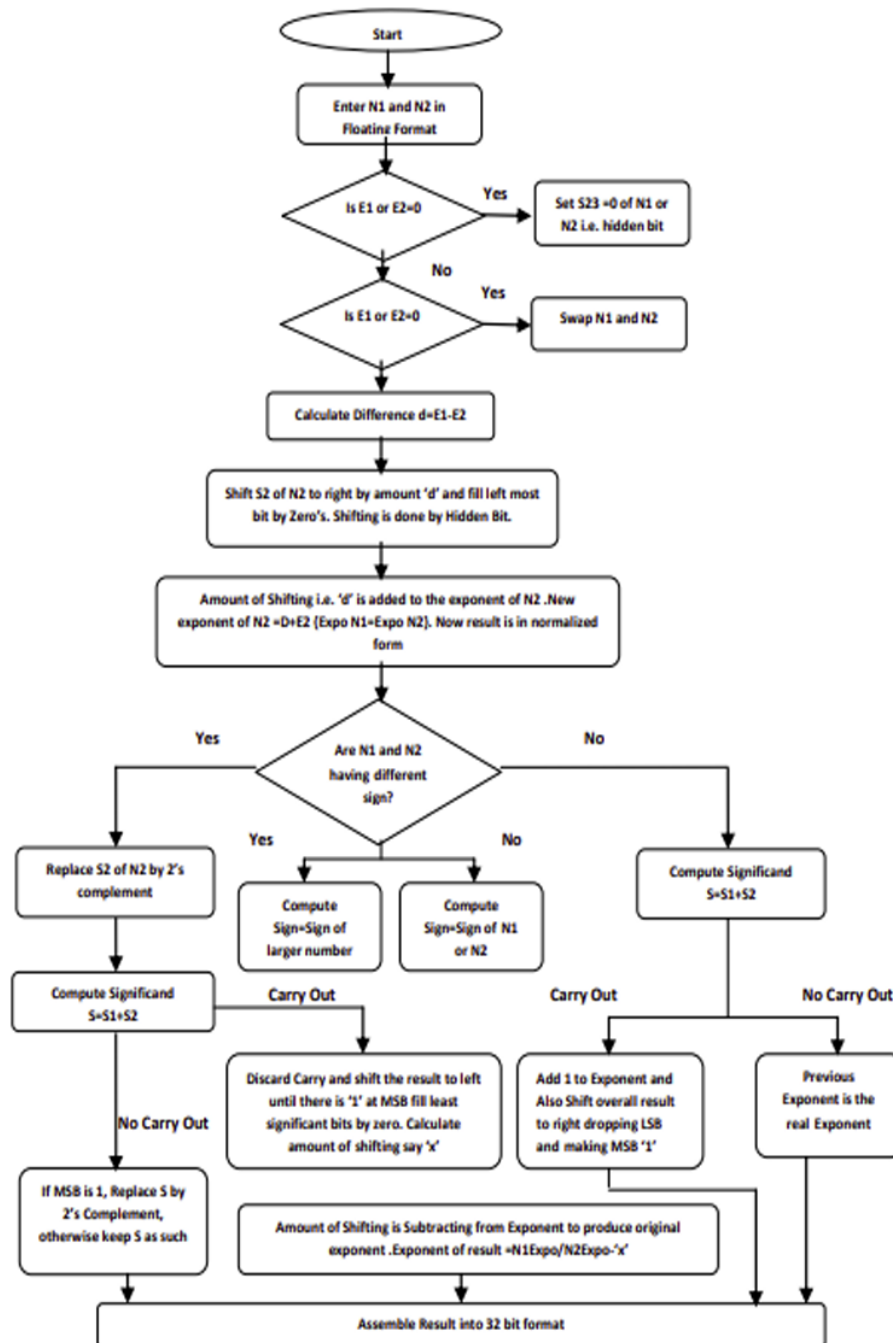 Start
Enter N1 and N2 in
Floating Format
Is E1 or E2=0
Yes
Set S23 =0 of N1 or
N2 i.e. hidden bit
No
Is E1 or E2=0
Yes
Swap N1 and N2
Calculate Difference d=E1-E2
Shift S2 of N2 to right by amount ‘d’ and fill left most
bit by Zero’s. Shifting is done by Hidden Bit.
Amount of Shifting i.e. ‘d’ is added to the exponent of N2 .New
exponent of N2 =D+E2 {Expo N1=Expo N2}. Now result is in normalized
form
Are N1 and N2
having different
sign?
Yes
No
Yes
No
Replace S2 of N2 by 2’s
complement
Compute
Sign=Sign of
larger number
Compute
Sign=Sign of N1
or N2
Compute Significand
S=S1+S2
Compute Significand
S=S1+S2
Carry Out
Carry Out
No Carry Out
Discard Carry and shift the result to left
until there is ‘1’ at MSB fill least
significant bits by zero. Calculate
amount of shifting say ‘x’
Add 1 to Exponent and
Also Shift overall result
to right dropping LSB
and making MSB ‘1’
Previous
Exponent is the
real Exponent
No Carry Out
If MSB is 1, Replace S by
2’s Complement,
otherwise keep S as such
Amount of Shifting is Subtracting from Exponent to produce original
exponent .Exponent of result =N1Expo/N2Expo-‘x’
Assemble Result into 32 bit format